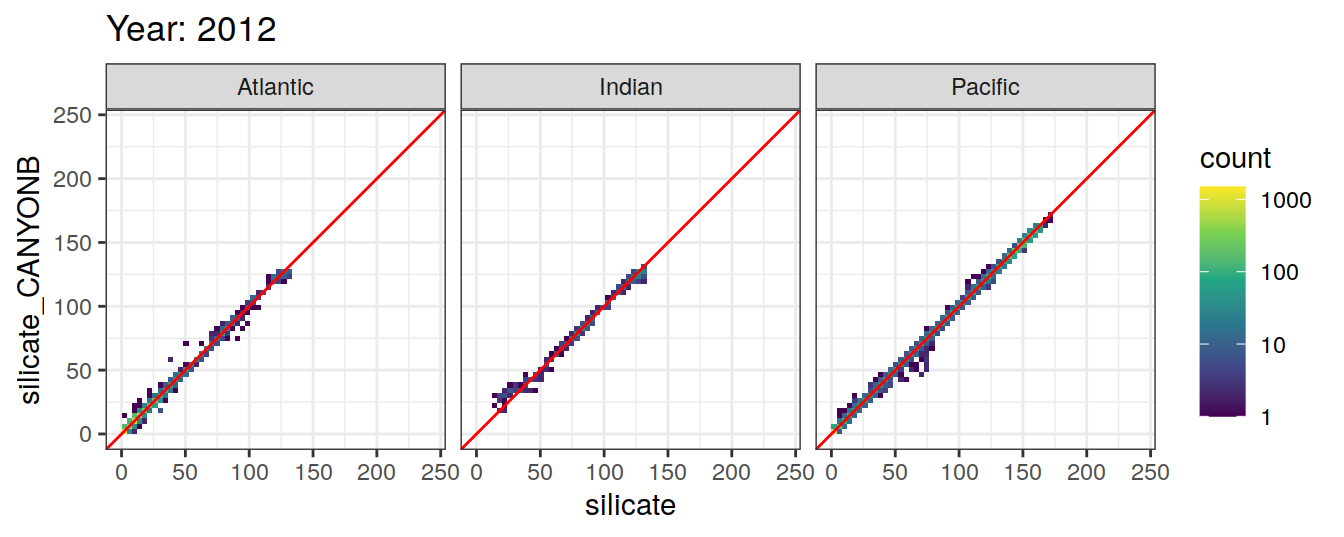 Year: 2012
Atlantic
Indian
Pacific
silicate_CANYONB
250
200
150
100
50
0
0 50 100 150 200 250
0 50 100 150 200 250
0 50 100 150 200 250
silicate
count
1000
100
10
1